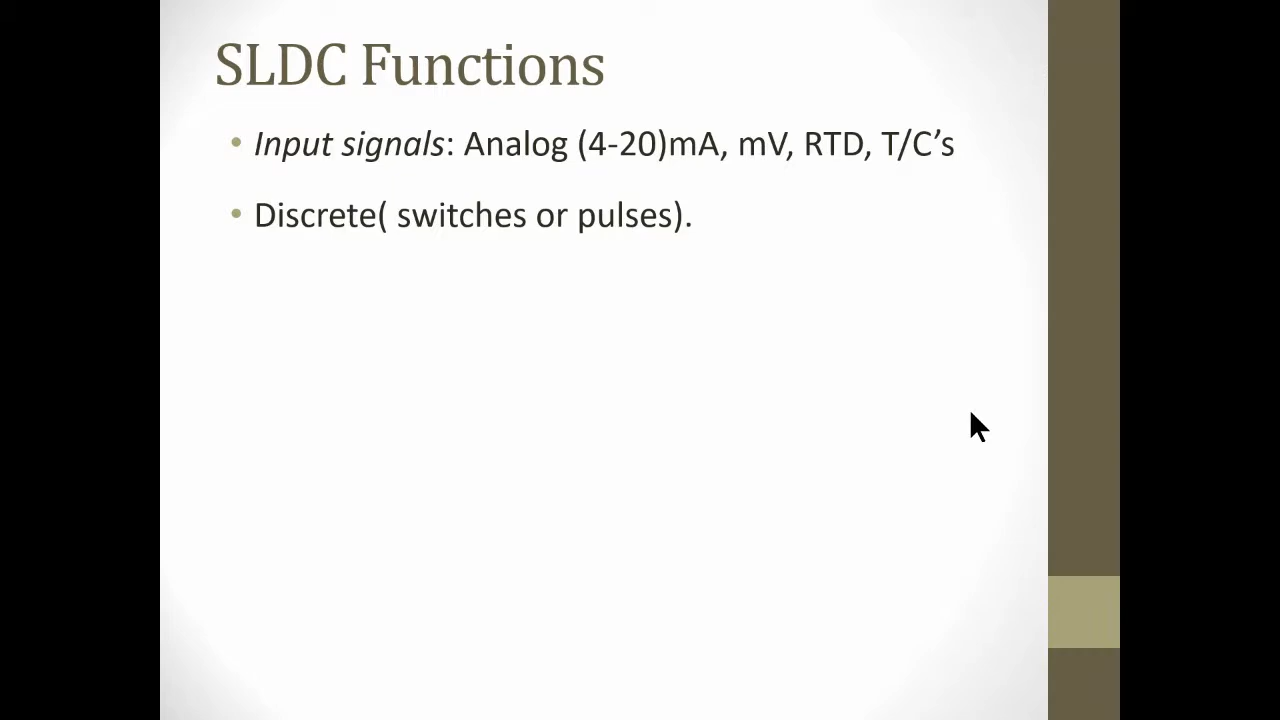 SLDC Functions
• Input signals: Analog (4-20)mA, mV, RTD, T/C’s
• Discrete( switches or pulses).